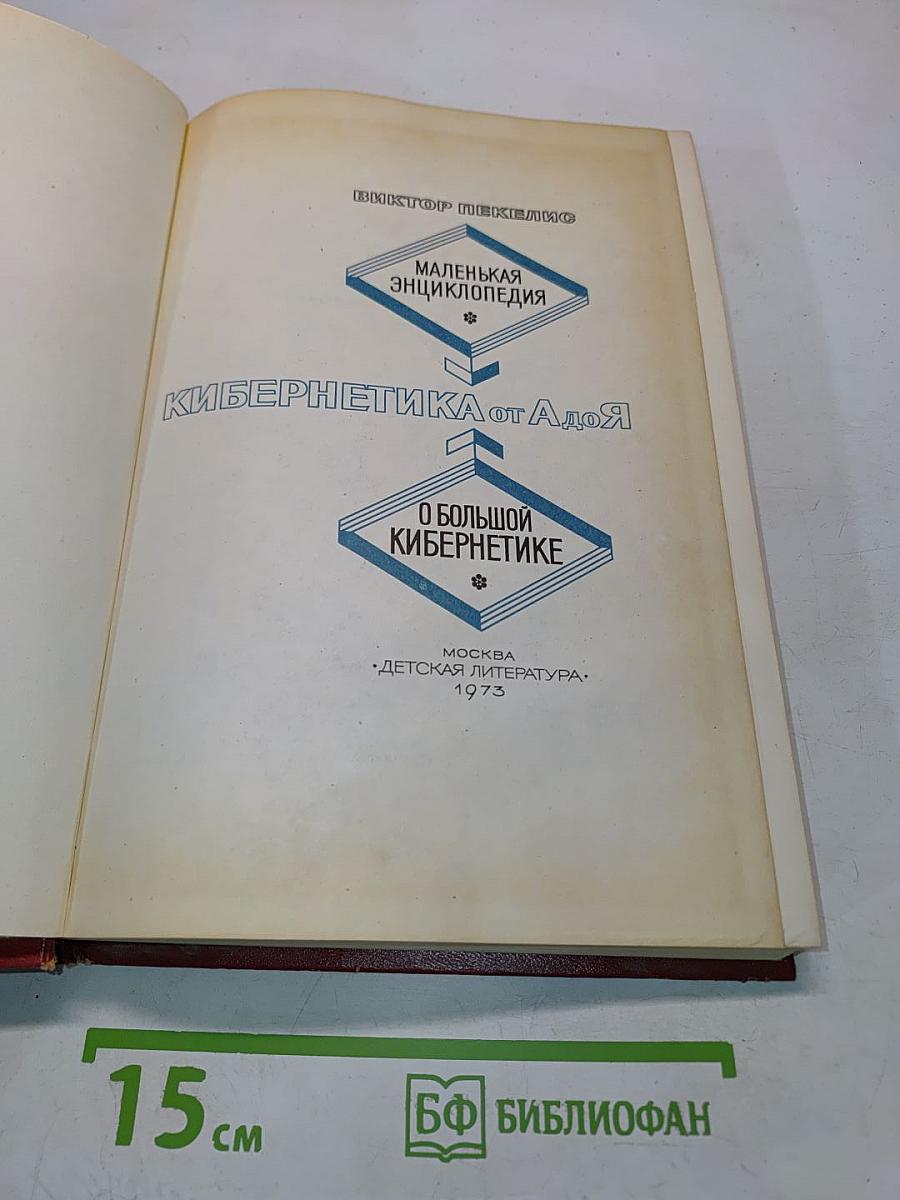 ВИКТОР ПЕКЕЛИС
МАЛЕНЬКАЯ
ЭНЦИКЛОПЕДИЯ
КИБЕРНЕТИКА от А до Я
О БОЛЬШОЙ
КИБЕРНЕТИКЕ
МОСКВА
·ДЕТСКАЯ ЛИТЕРАТУРА·
1973
15 см
БФ БИБЛИОФАН